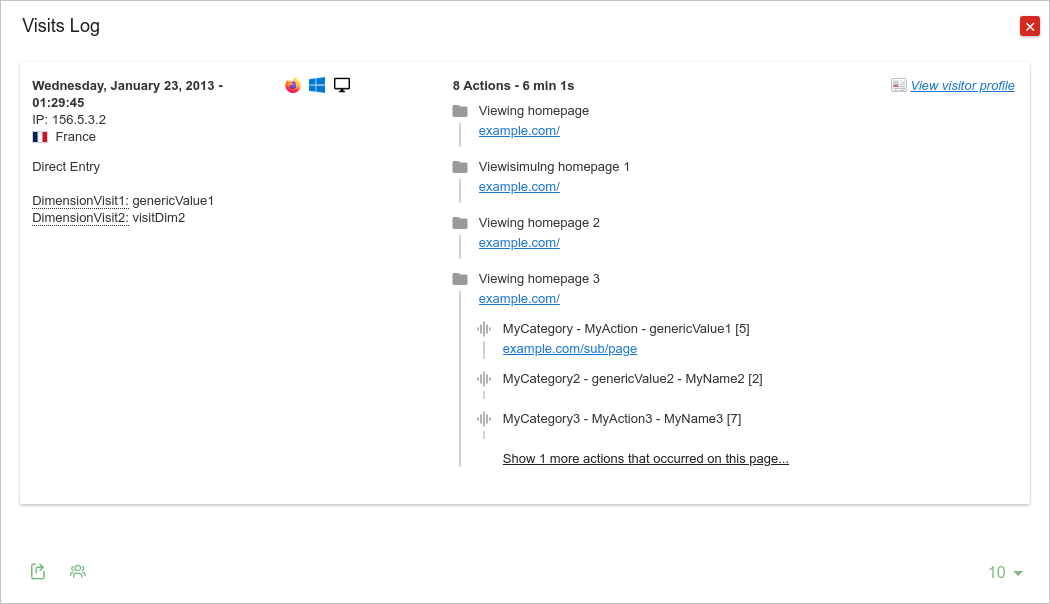 Visits Log
Wednesday, January 23, 2013 -
01:29:45
IP: 156.5.3.2
France
Direct Entry
DimensionVisit1: genericValue1
DimensionVisit2: visitDim2
8 Actions - 6 min 1s
View visitor profile
Viewing homepage
example.com/
Viewisimulng homepage 1
example.com/
Viewing homepage 2
example.com/
Viewing homepage 3
example.com/
MyCategory - MyAction - genericValue1 [5]
example.com/sub/page
MyCategory2 - genericValue2 - MyName2 [2]
MyCategory3 - MyAction3 - MyName3 [7]
Show 1 more actions that occurred on this page...
10